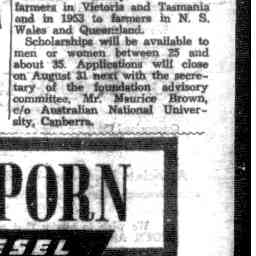 farmers in Victoria and Tasmania
and in 1953 to farmers in N. S.
Wales and Queensland.
Scholarships will be available to
men or women between 25 and
about 35. Applications will close
on August 31 next with the secre-
tary of the foundation advisory
committee, Mr. Maurice Brown,
c/o Australian National Univer-
sity, Canberra.
PORN
ESEL